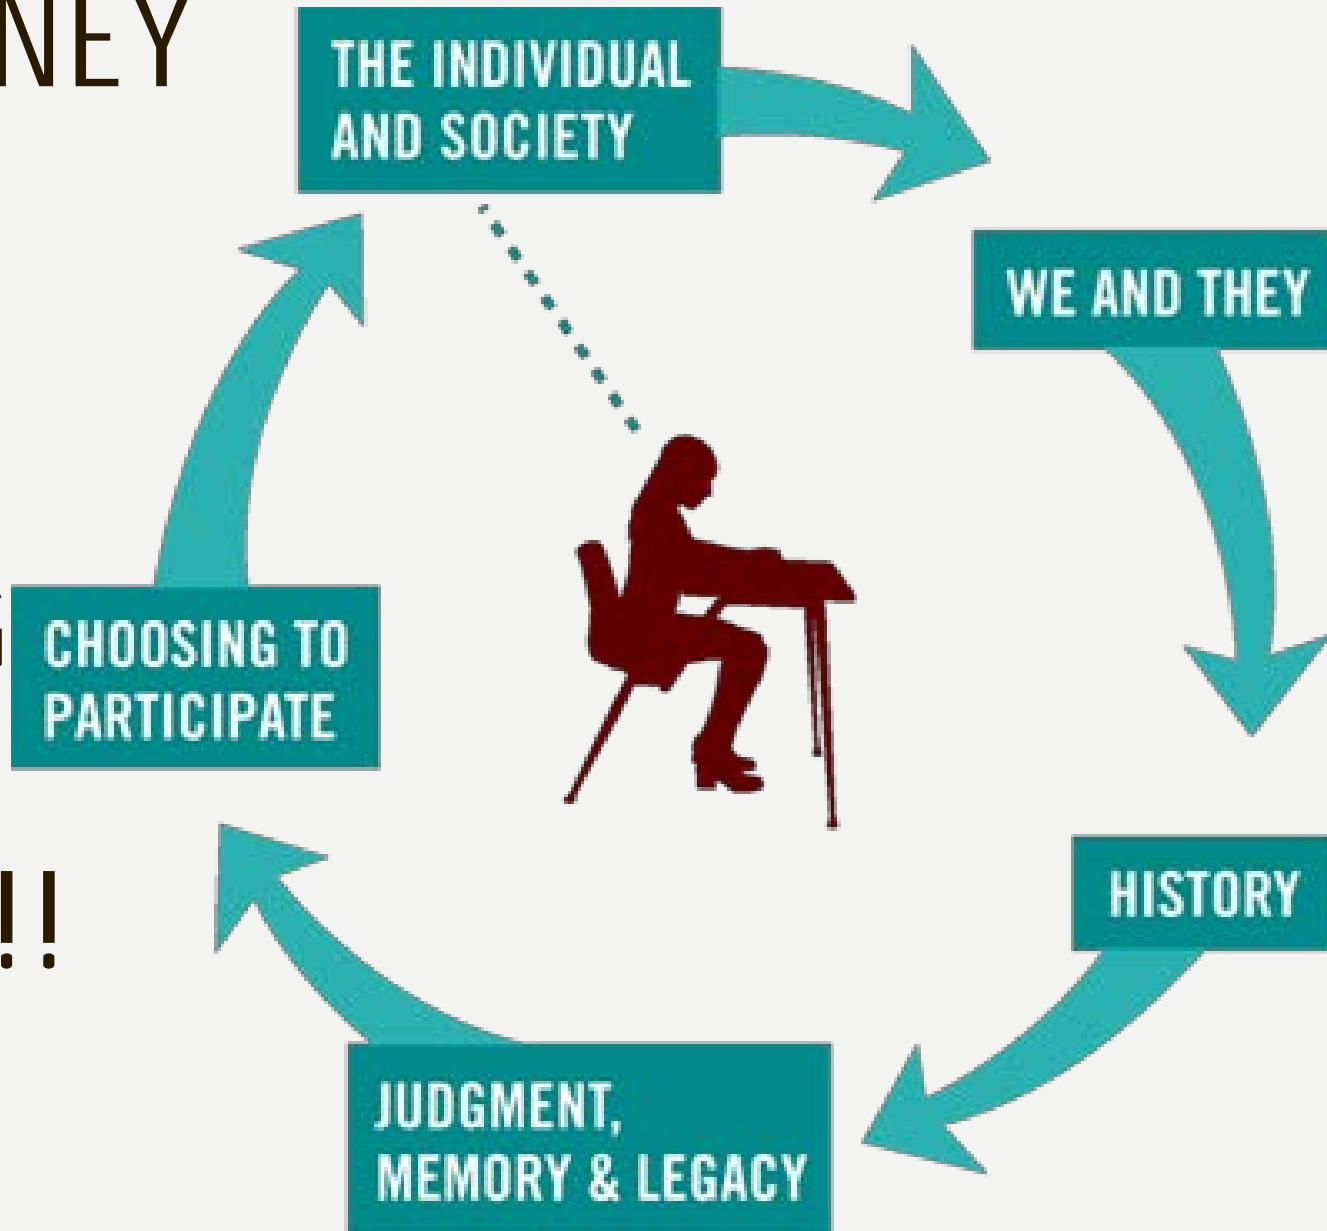 NEY
THE INDIVIDUAL
AND SOCIETY
WE AND THEY
CHOOSING TO
PARTICIPATE
HISTORY
!!
JUDGMENT,
MEMORY & LEGACY